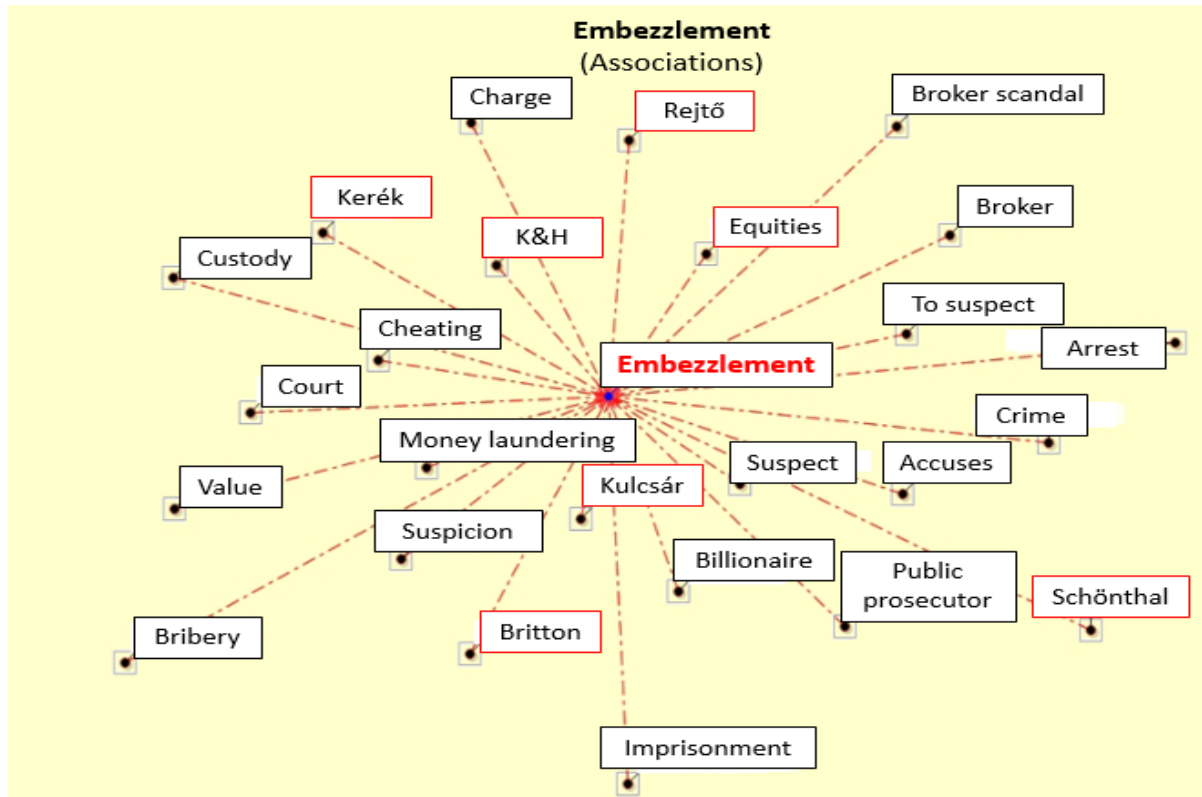 Embezzlement
(Associations)
Charge
Rejtő
Broker scandal
Kerék
K&H
Equities
Broker
Custody
Cheating
To suspect
Embezzlement
Arrest
Court
Money laundering
Crime
Value
Kulcsár
Suspect
Accuses
Suspicion
Billionaire
Public
prosecutor
Schönthal
Bribery
Britton
Imprisonment